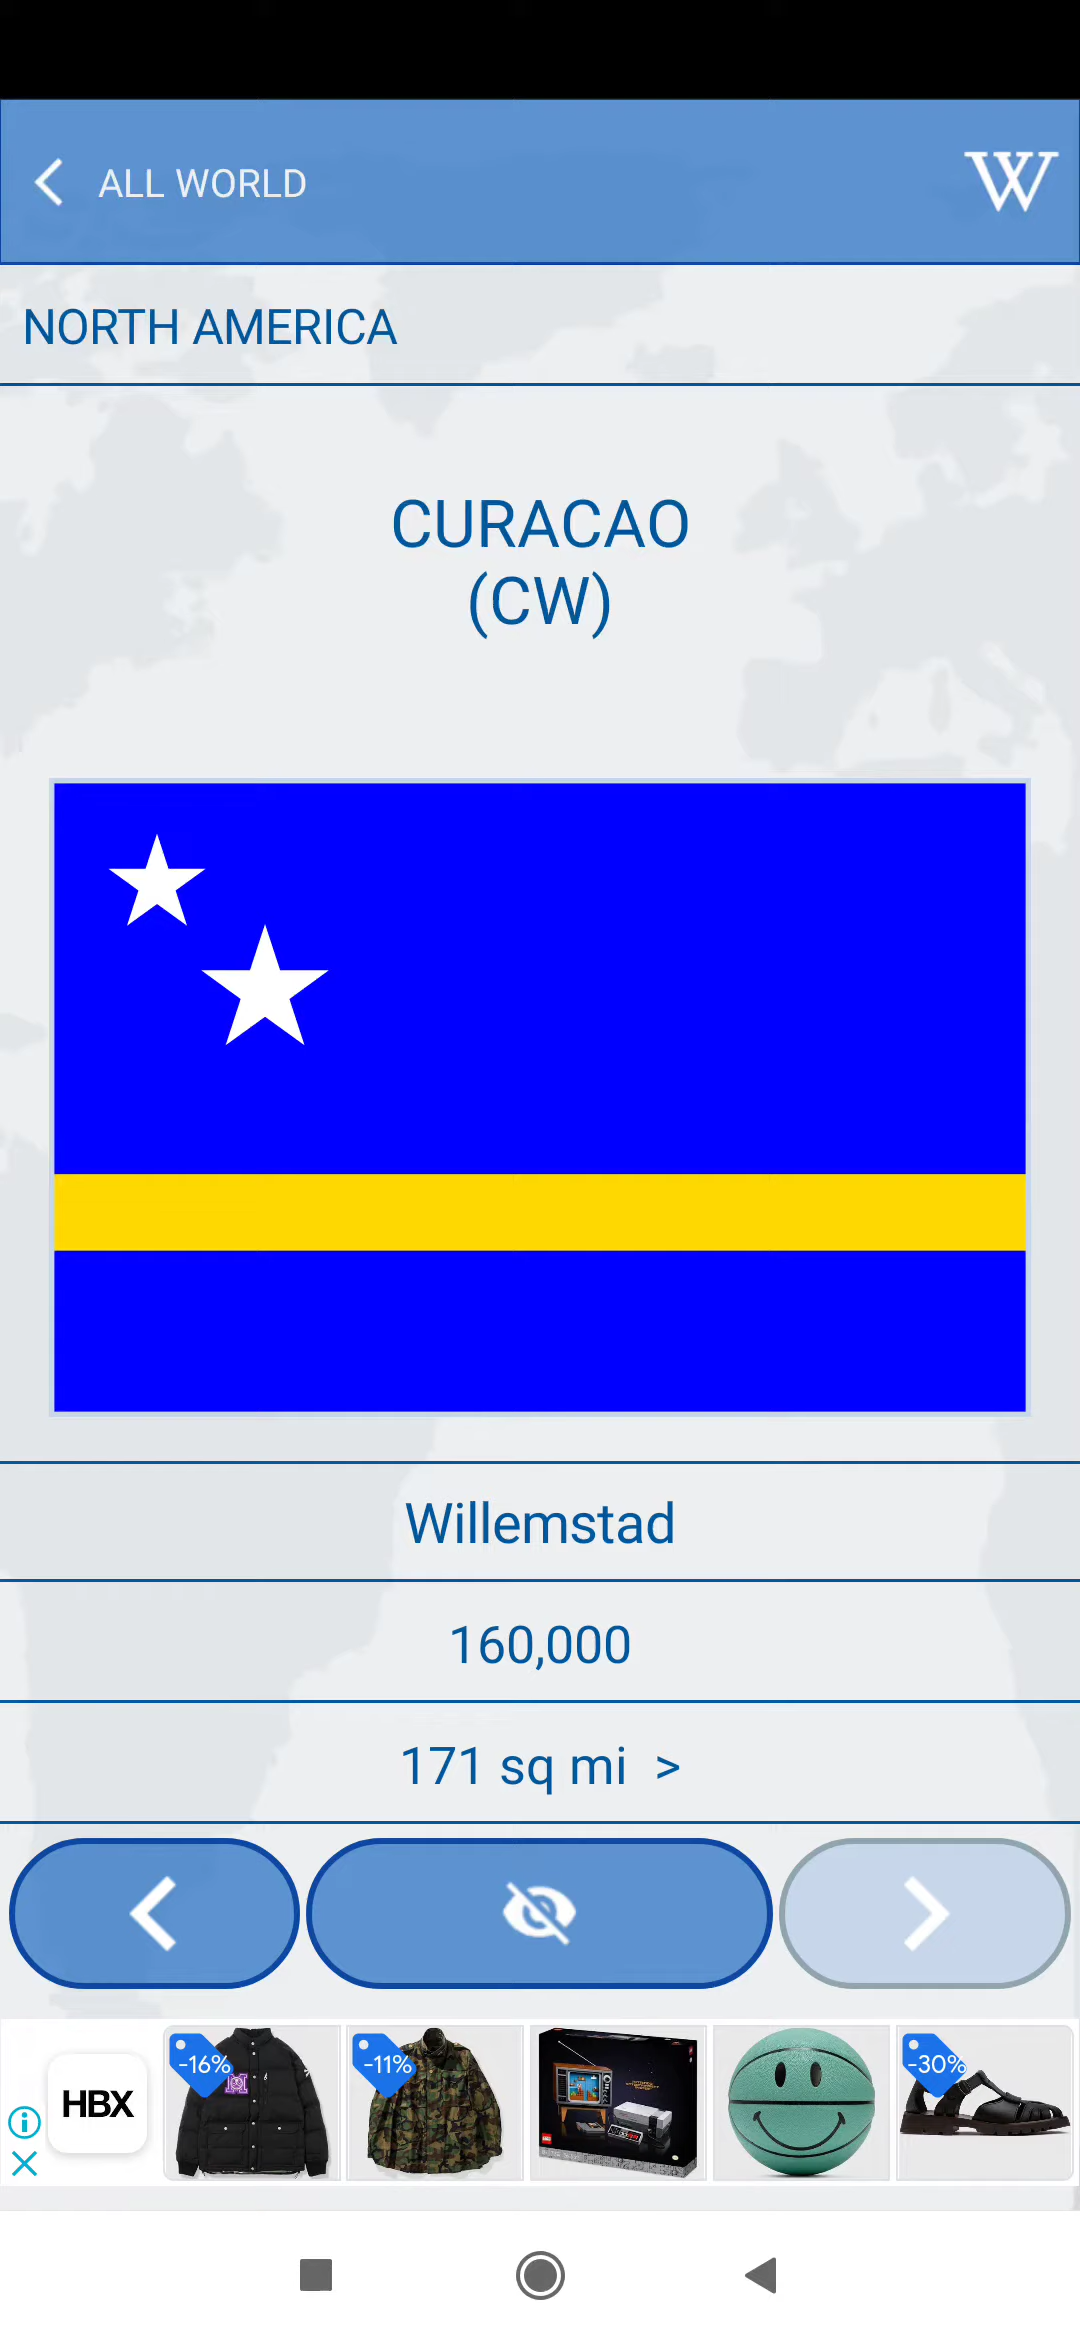 ALL WORLD
W
NORTH AMERICA
CURACAO
(CW)
Willemstad
160,000
171 sq mi >
HBX
-16%
-11%
-30%